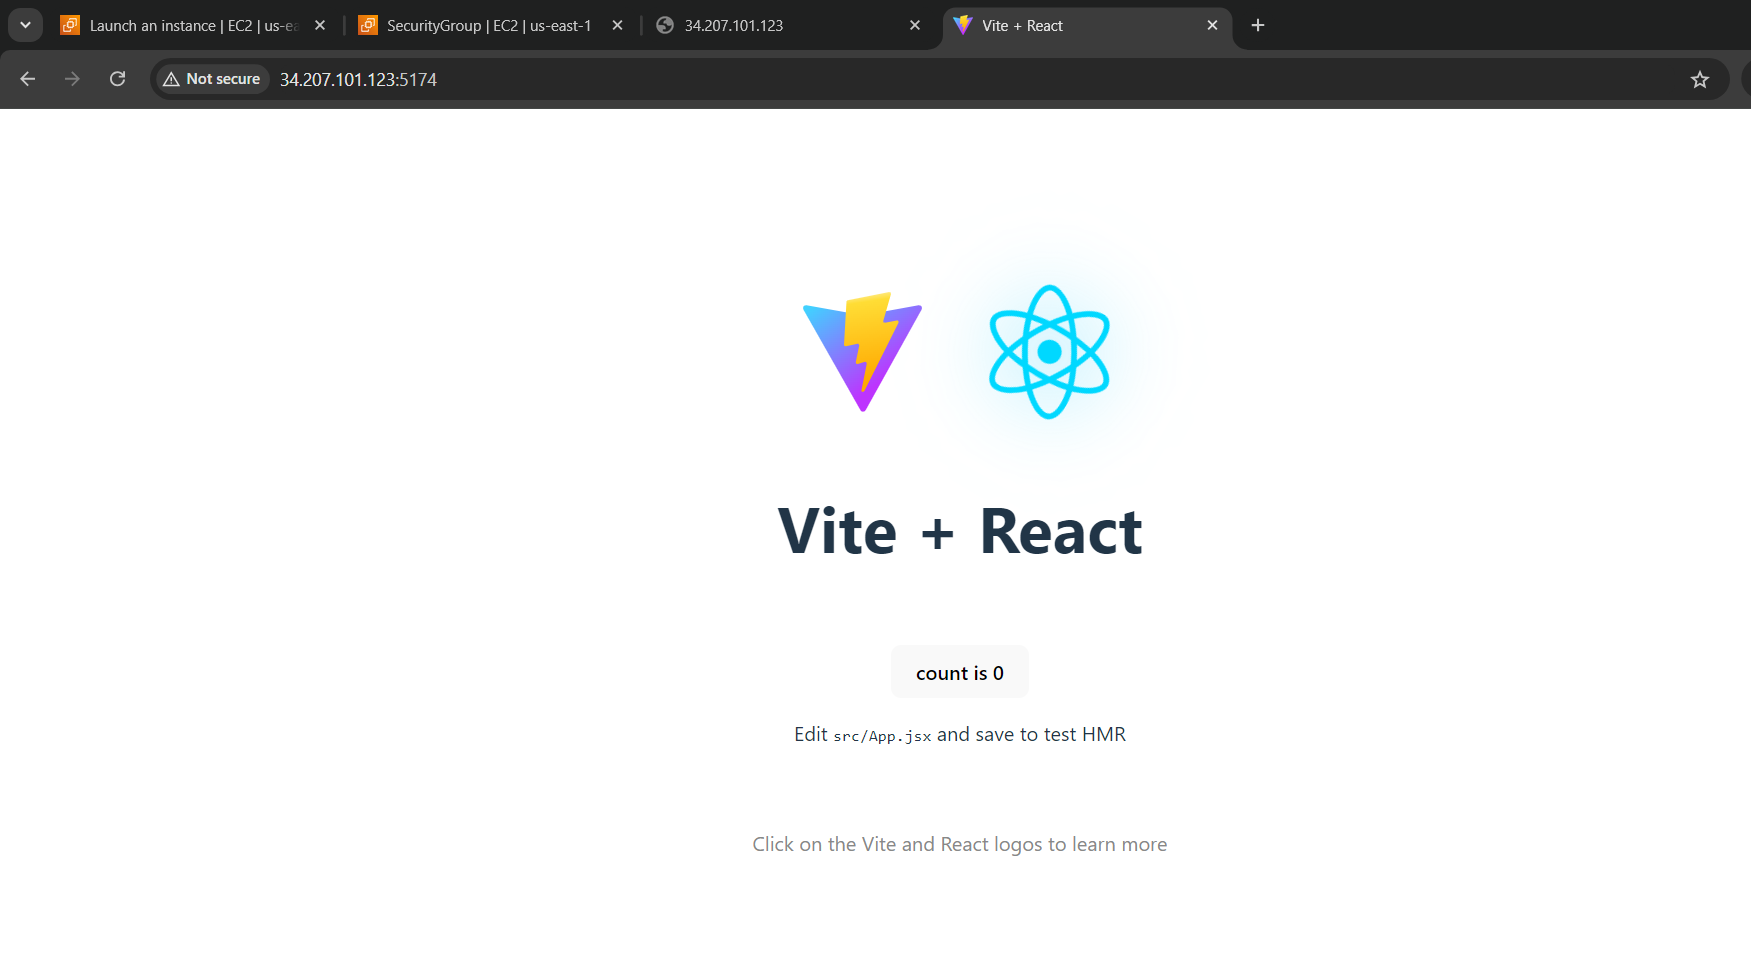 Launch an instance | EC2 | us-ea
SecurityGroup | EC2 | us-east-1
34.207.101.123
Vite + React
Not secure
34.207.101.123:5174
Vite + React
count is 0
Edit src/App.jsx and save to test HMR
Click on the Vite and React logos to learn more